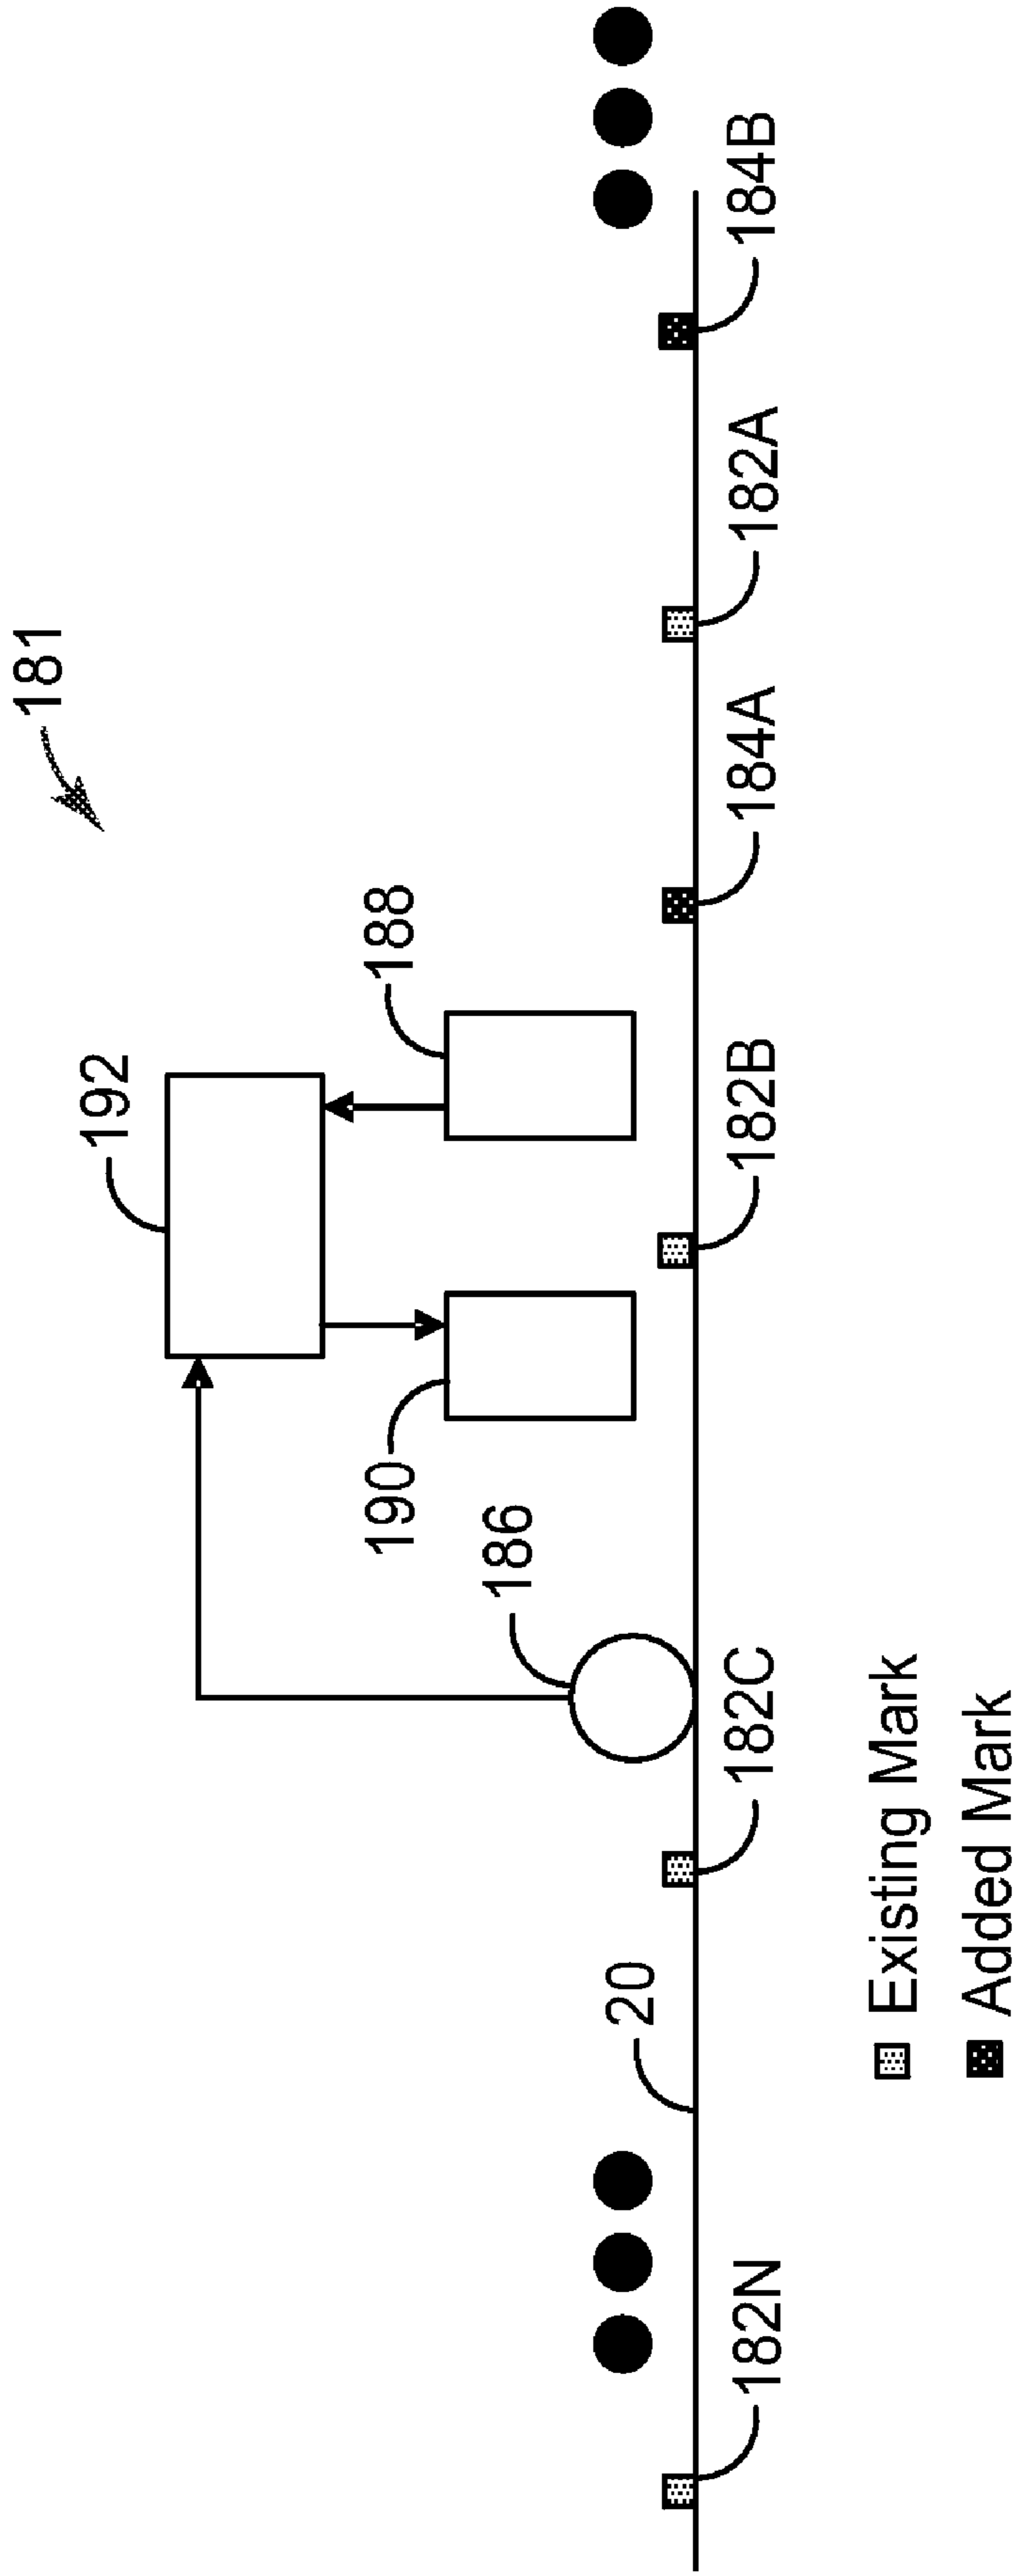 181
192
188
190
186
182N
20
182C
182B
184A
182A
184B
Existing Mark
Added Mark